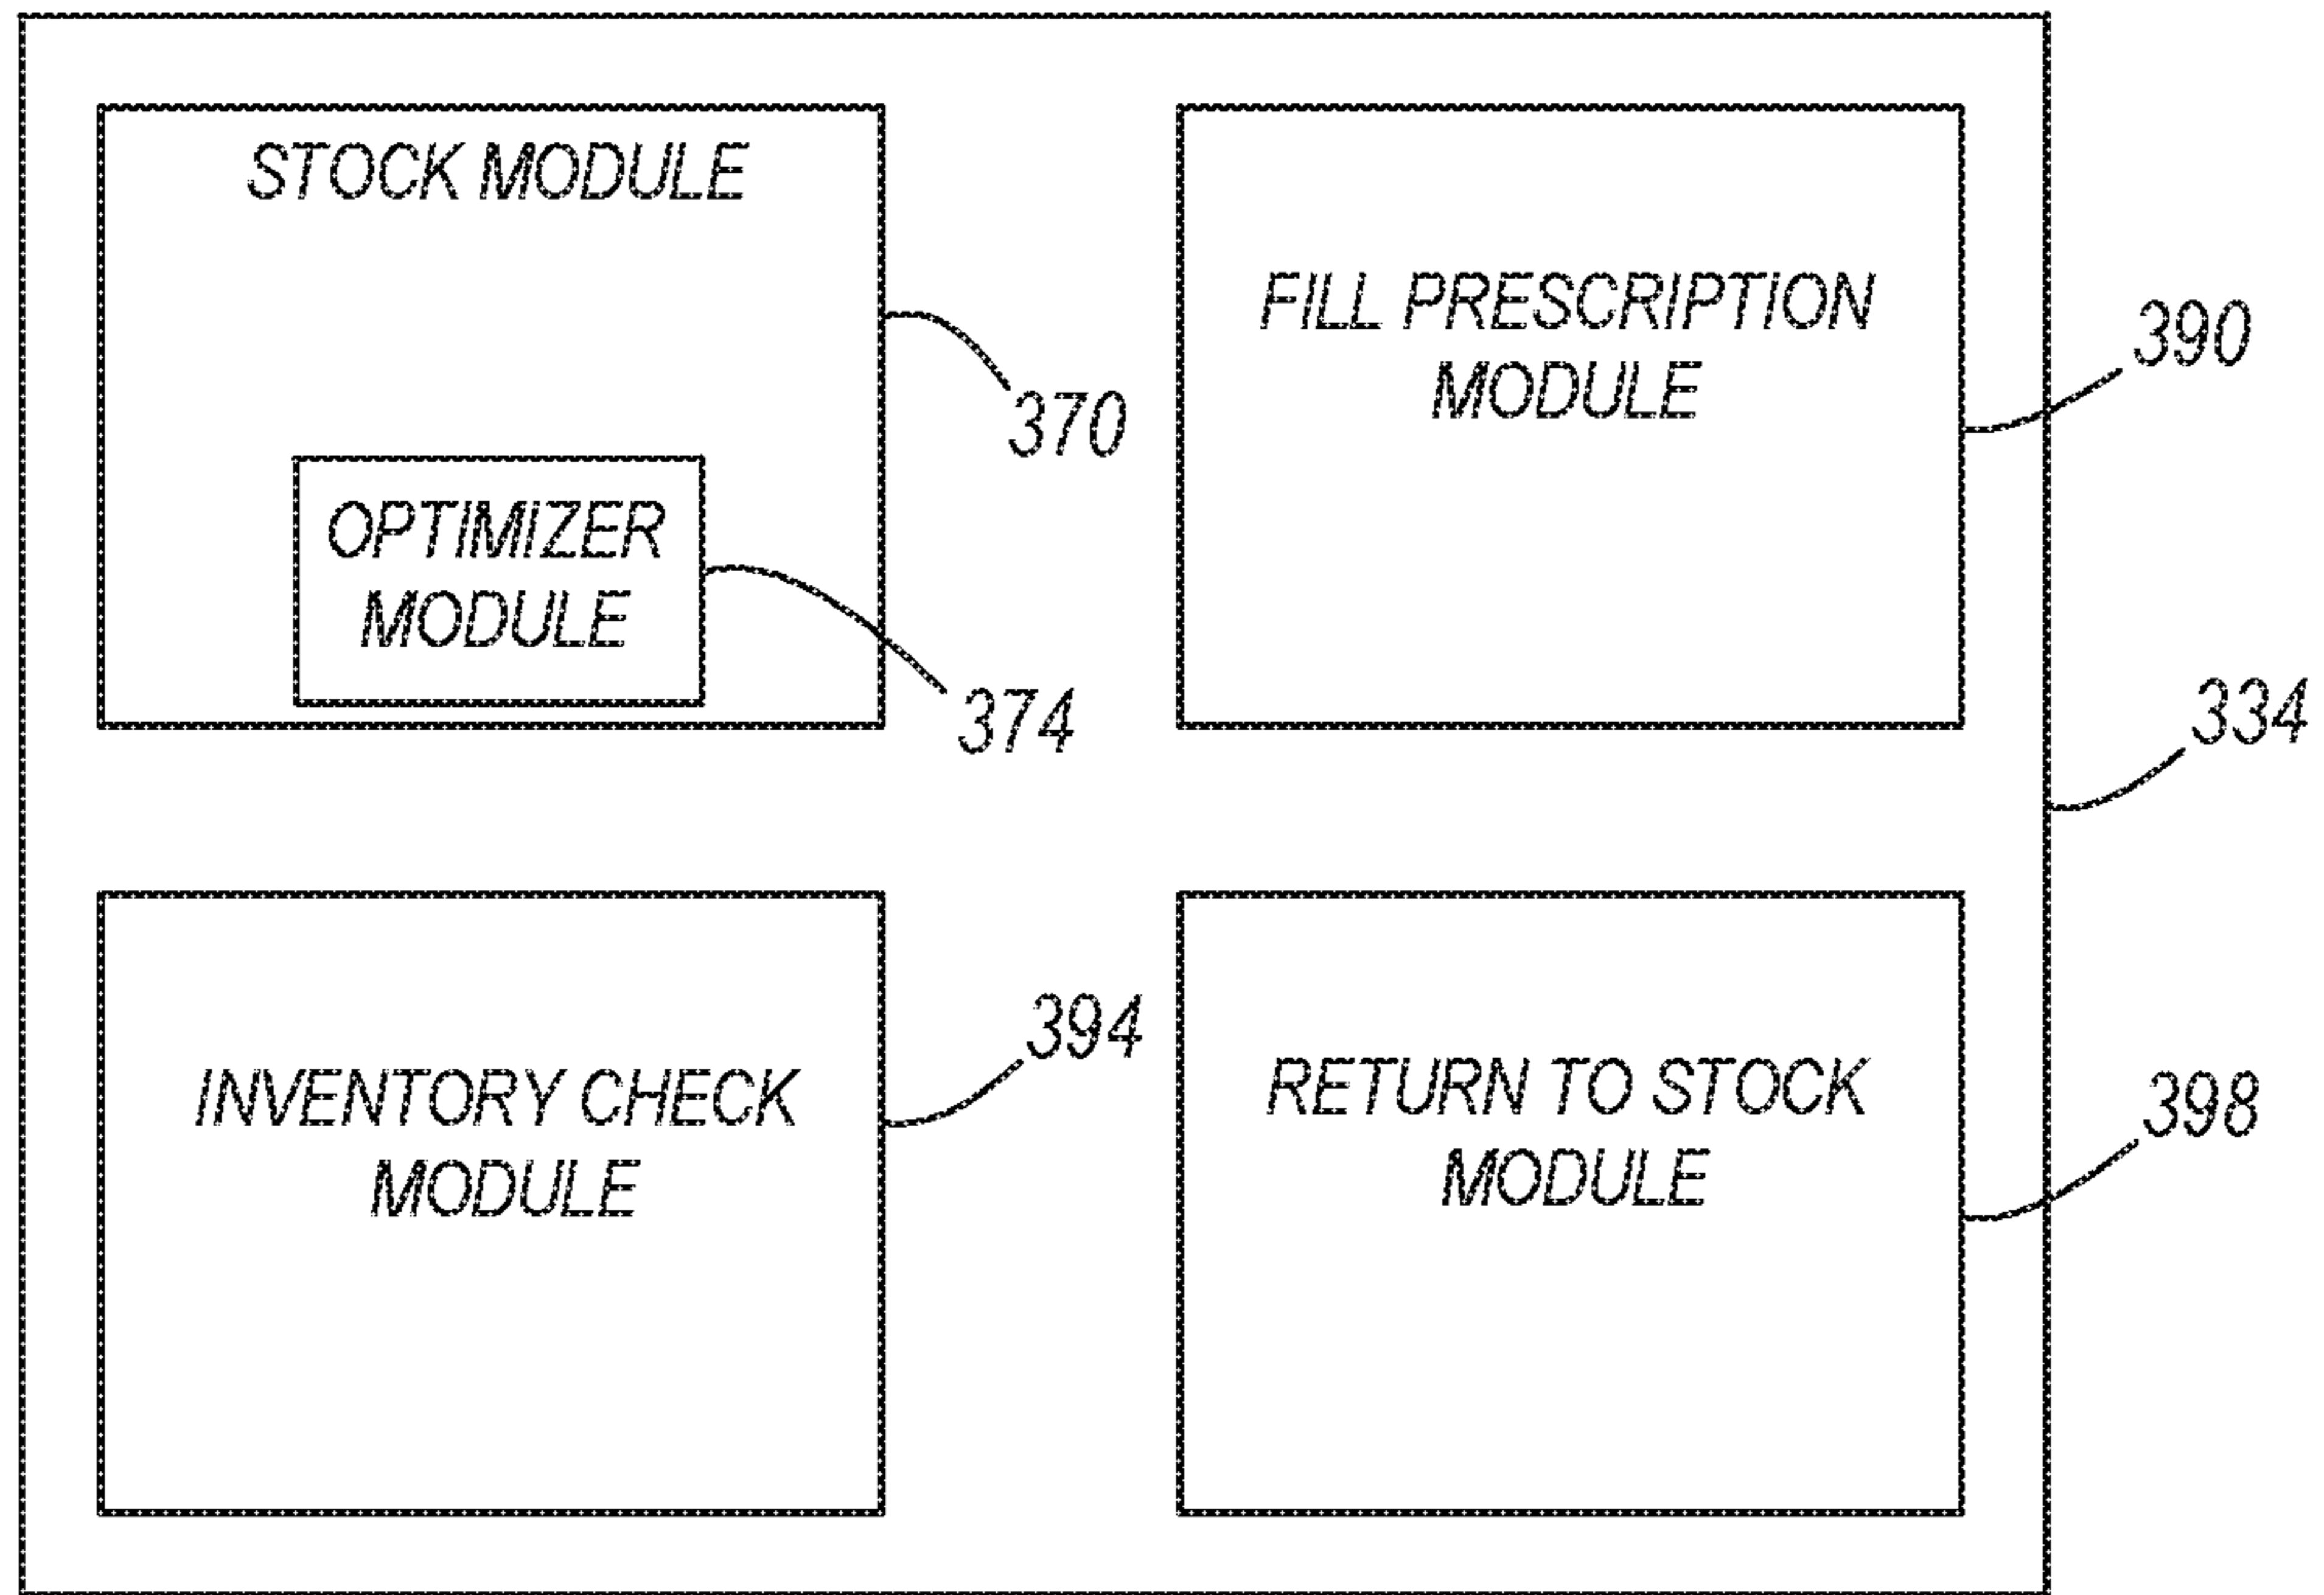 STOCK MODULE
FILL PRESCRIPTION
MODULE
390
370
OPTIMIZER
MODULE
374
334
INVENTORY CHECK
MODULE
394
RETURN TO STOCK
MODULE
398